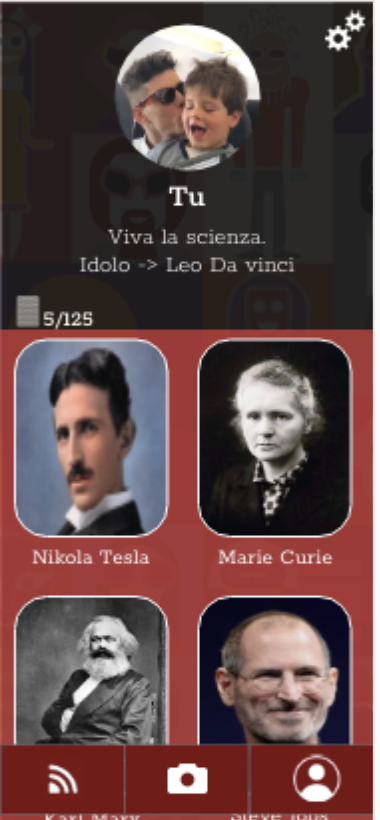 Tu
Viva la scienza.
Idolo -> Leo Da vinci
5/125
Nikola Tesla
Marie Curie
Karl Marx
Steve Jobs